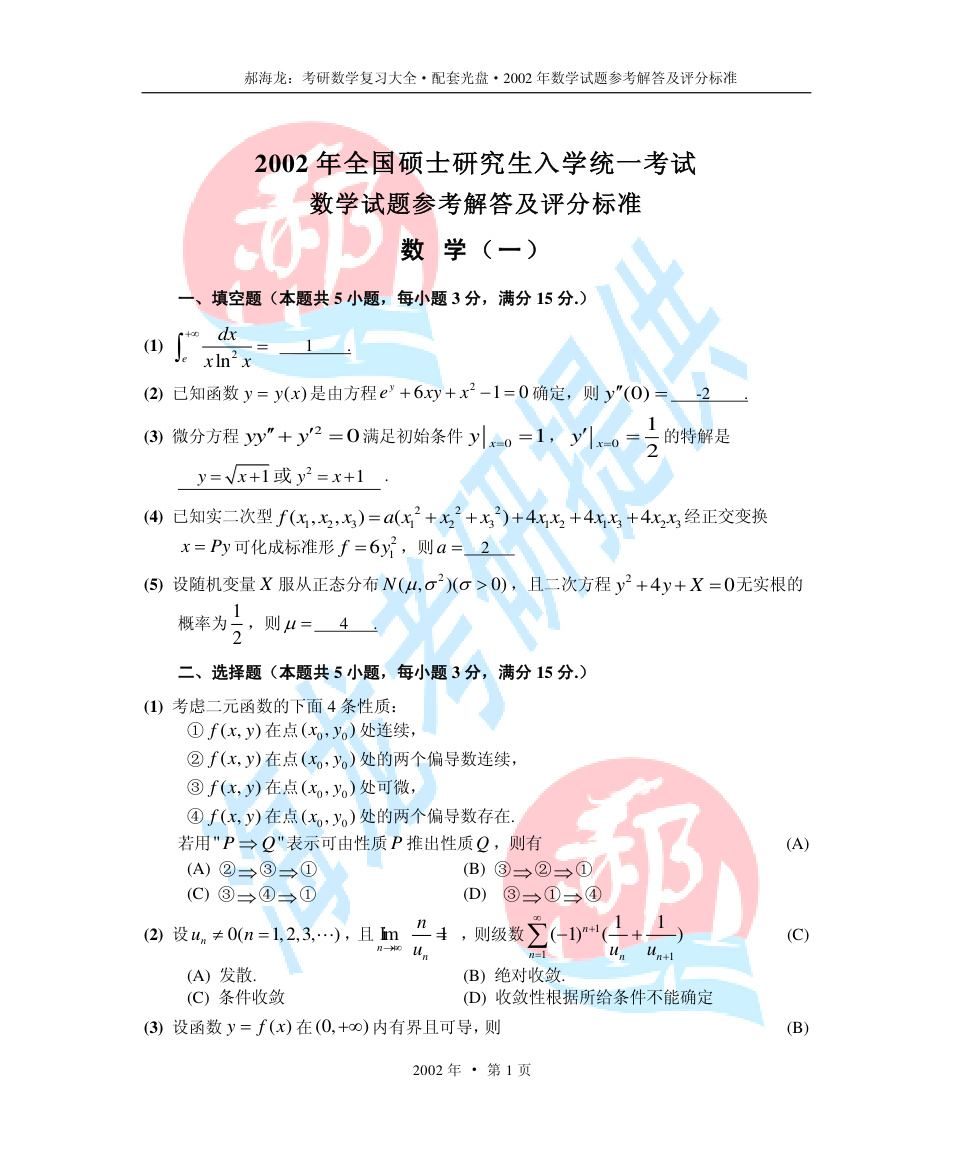 郝海龙：考研数学复习大全·配套光盘·2002 年数学试题参考解答及评分标准
2002 年全国硕士研究生入学统一考试
数学试题参考解答及评分标准
数 学（一）
一、填空题（本题共 5 小题，每小题 3 分，满分 15 分.）
(1) ∫_e^{+∞} dx/(x ln² x) = 1 .
(2) 已知函数 y = y(x) 是由方程 e^y + 6xy + x² − 1 = 0 确定，则 y″(0) = -2 .
(3) 微分方程 yy″ + y′² = 0 满足初始条件 y|_{x=0} = 1， y′|_{x=0} = 1/2 的特解是
y = √(x+1) 或 y² = x + 1 .
(4) 已知实二次型 f(x₁, x₂, x₃) = a(x₁² + x₂² + x₃²) + 4x₁x₂ + 4x₁x₃ + 4x₂x₃ 经正交变换
x = Py 可化成标准形 f = 6y₁²，则 a = 2
(5) 设随机变量 X 服从正态分布 N(μ, σ²)(σ > 0)，且二次方程 y² + 4y + X = 0 无实根的
概率为 1/2，则 μ = 4 .
二、选择题（本题共 5 小题，每小题 3 分，满分 15 分.）
(1) 考虑二元函数的下面 4 条性质：
① f(x, y) 在点 (x₀, y₀) 处连续，
② f(x, y) 在点 (x₀, y₀) 处的两个偏导数连续，
③ f(x, y) 在点 (x₀, y₀) 处可微，
④ f(x, y) 在点 (x₀, y₀) 处的两个偏导数存在.
若用 "P ⇒ Q" 表示可由性质 P 推出性质 Q，则有 (A)
(A) ②⇒③⇒① (B) ③⇒②⇒①
(C) ③⇒④⇒① (D) ③⇒①⇒④
(2) 设 uₙ ≠ 0(n = 1, 2, 3, ⋯)，且 lim_{n→∞} n/uₙ = 1 ，则级数 ∑_{n=1}^{∞} (−1)^{n+1} (1/uₙ + 1/u_{n+1}) (C)
(A) 发散. (B) 绝对收敛.
(C) 条件收敛 (D) 收敛性根据所给条件不能确定
(3) 设函数 y = f(x) 在 (0, +∞) 内有界且可导，则 (B)
2002 年 · 第 1 页
郝
海龙考研提供
郝